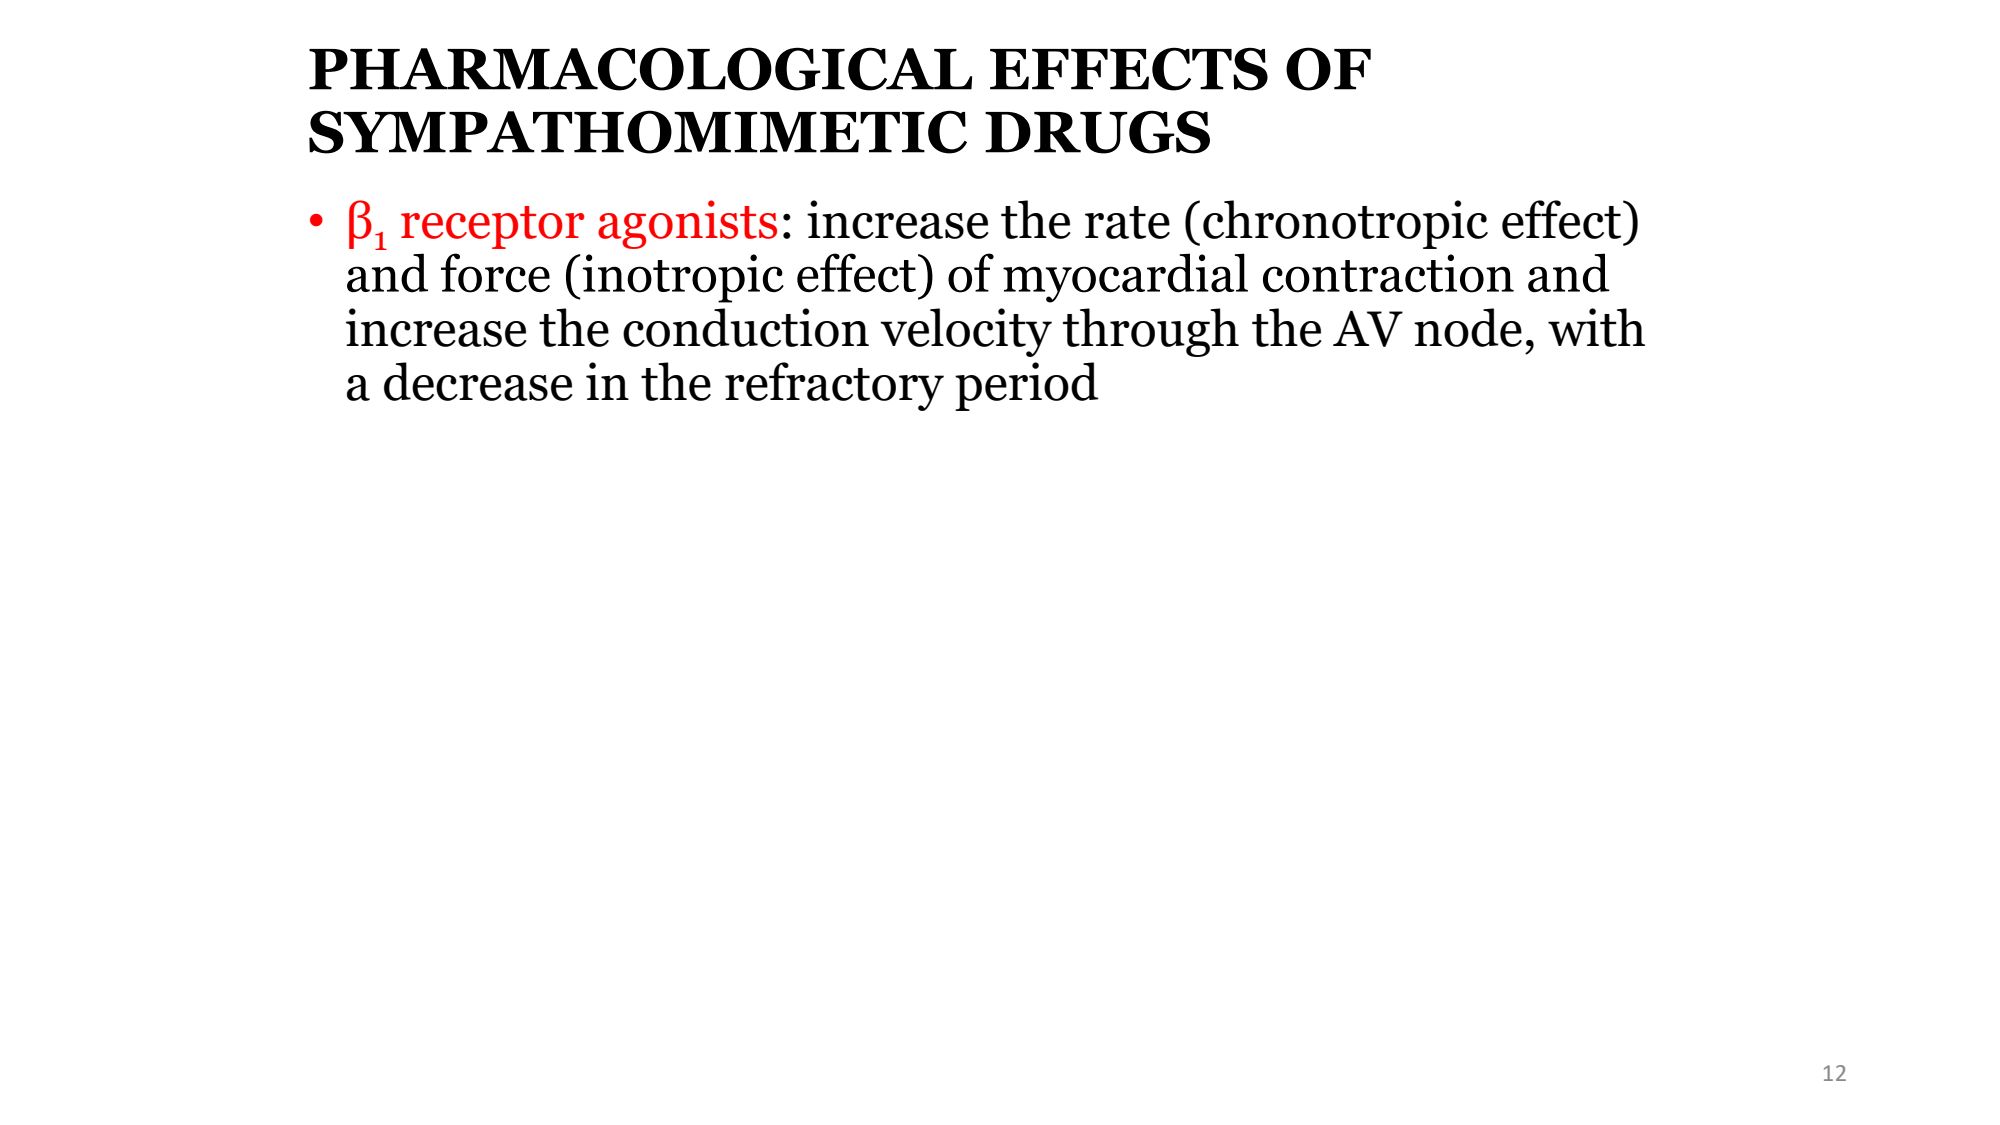 PHARMACOLOGICAL EFFECTS OF
SYMPATHOMIMETIC DRUGS
• β₁ receptor agonists: increase the rate (chronotropic effect)
and force (inotropic effect) of myocardial contraction and
increase the conduction velocity through the AV node, with
a decrease in the refractory period
12